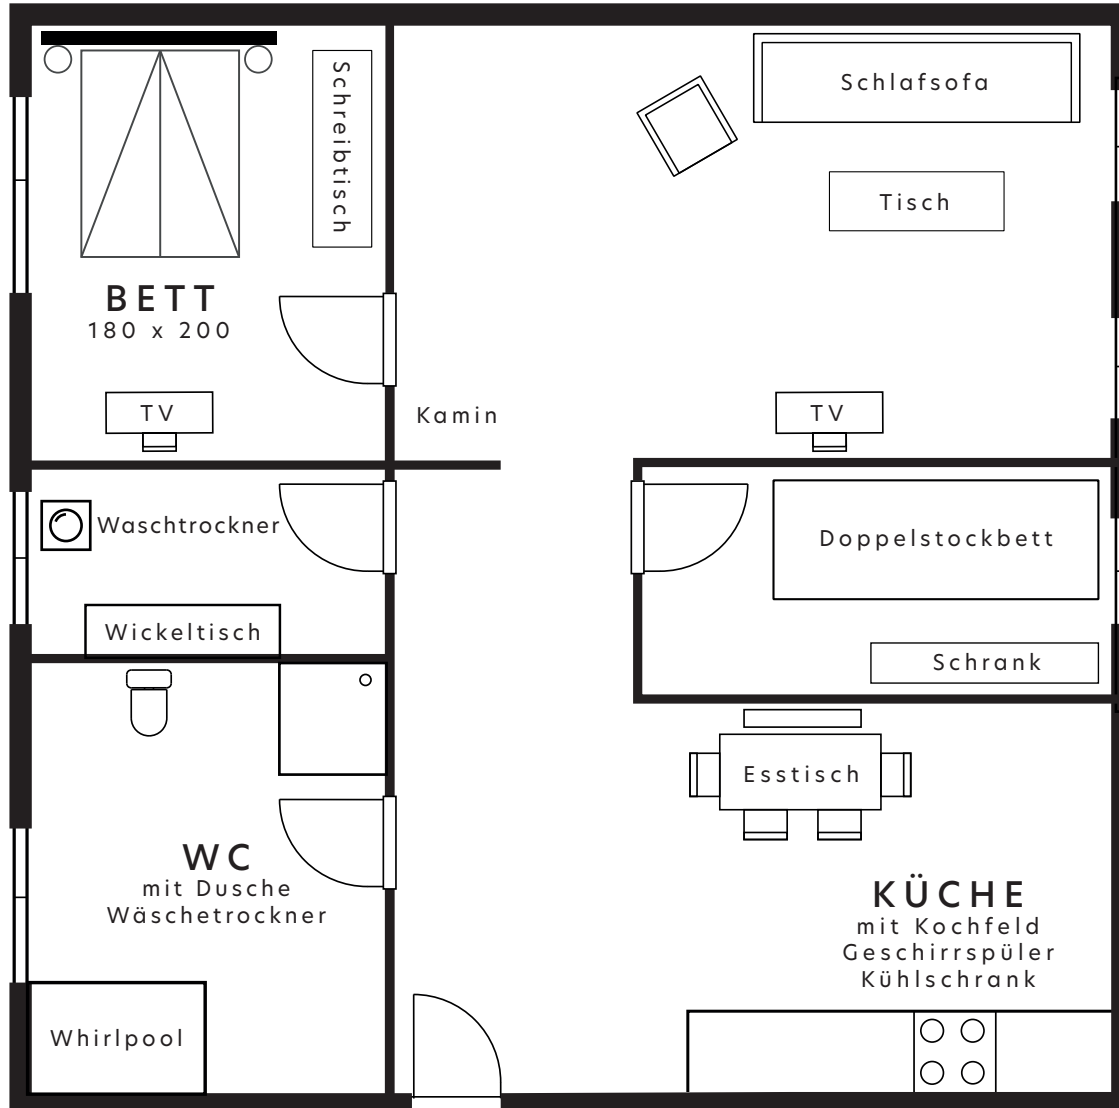 Schlafsofa
Schreibtisch
Tisch
BETT
180 x 200
TV
Kamin
TV
Waschtrockner
Doppelstockbett
Wickeltisch
Schrank
Esstisch
WC
mit Dusche
Wäschetrockner
KÜCHE
mit Kochfeld
Geschirrspüler
Kühlschrank
Whirlpool